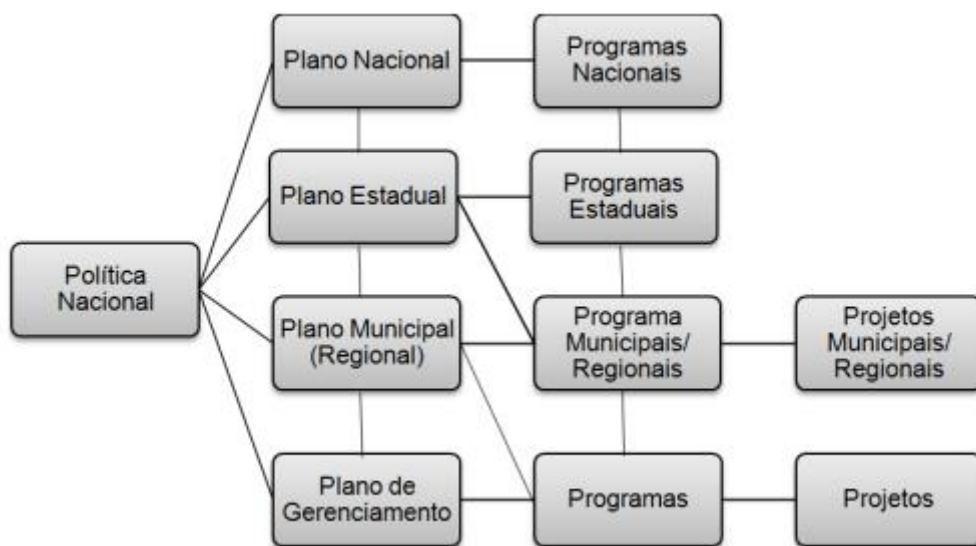 Plano Nacional
Programas
Nacionais
Plano Estadual
Programas
Estaduais
Política
Nacional
Plano Municipal
(Regional)
Programa
Municipais/
Regionais
Projetos
Municipais/
Regionais
Plano de
Gerenciamento
Programas
Projetos